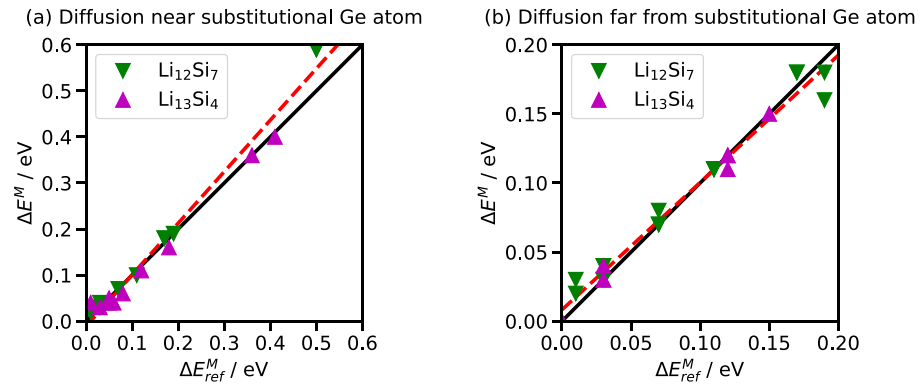 (a) Diffusion near substitutional Ge atom
0.6
0.5
0.4
0.3
0.2
0.1
0.0
ΔE^M / eV
Li₁₂Si₇
Li₁₃Si₄
0.0 0.1 0.2 0.3 0.4 0.5 0.6
ΔE^M_ref / eV
(b) Diffusion far from substitutional Ge atom
0.20
0.15
0.10
0.05
0.00
ΔE^M / eV
Li₁₂Si₇
Li₁₃Si₄
0.00 0.05 0.10 0.15 0.20
ΔE^M_ref / eV